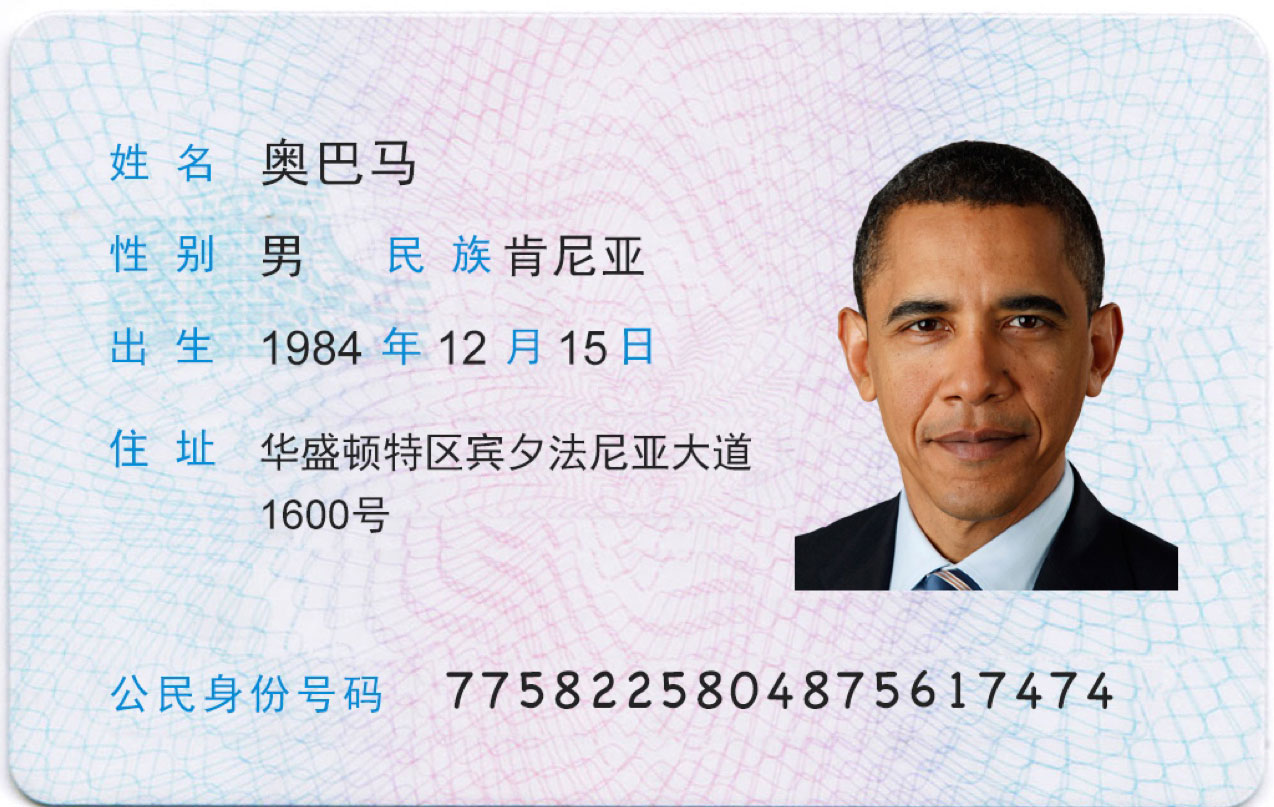 姓名 奥巴马
性别 男 民族 肯尼亚
出生 1984 年 12 月 15 日
住址 华盛顿特区宾夕法尼亚大道
1600号
公民身份号码 7758225804875617474